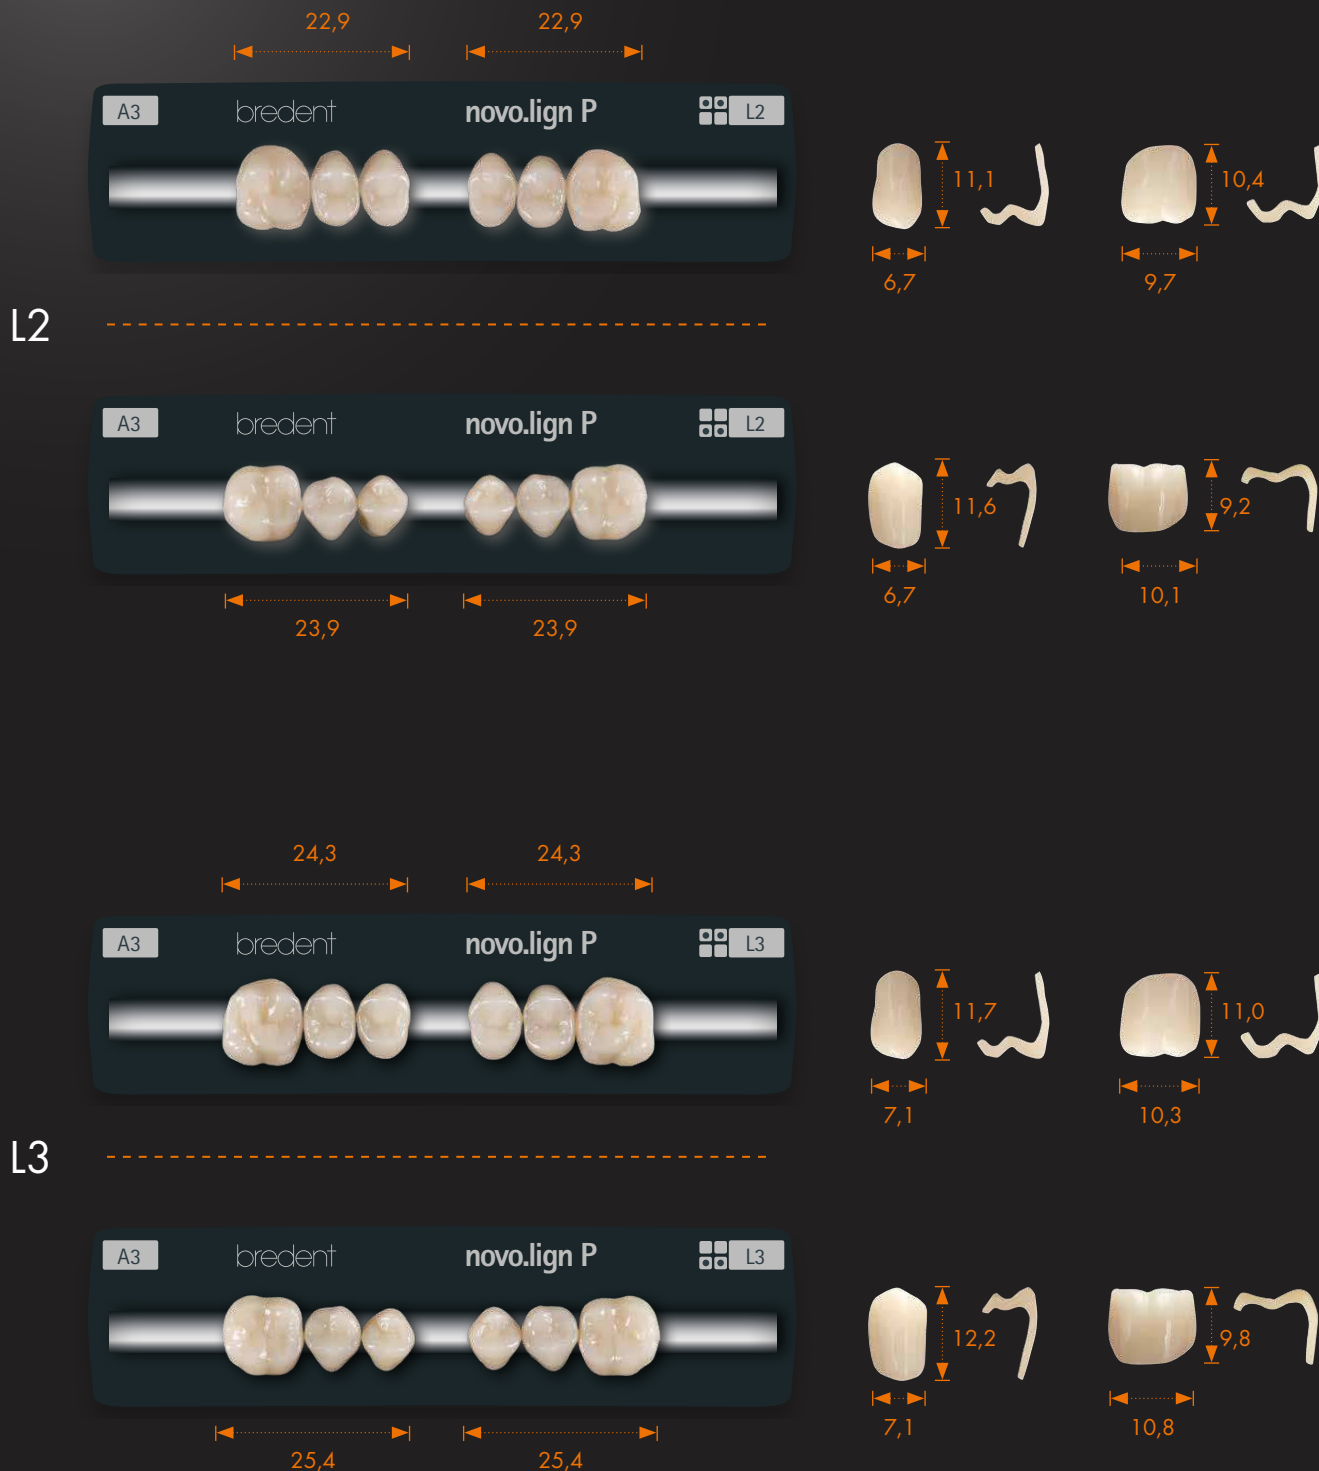 22,9 22,9
A3 bredent novo.lign P L2
11,1 10,4
6,7 9,7
L2
A3 bredent novo.lign P L2
11,6 9,2
6,7 10,1
23,9 23,9
24,3 24,3
A3 bredent novo.lign P L3
11,7 11,0
7,1 10,3
L3
A3 bredent novo.lign P L3
12,2 9,8
7,1 10,8
25,4 25,4